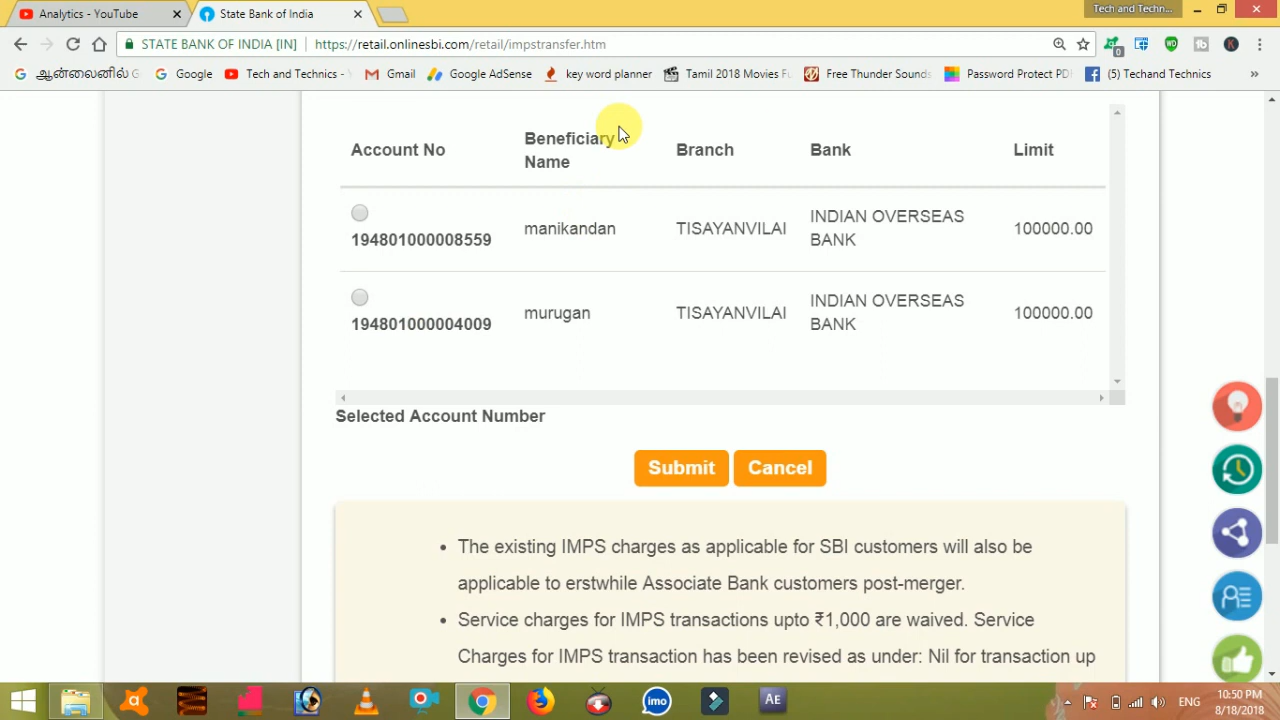 Analytics - YouTube
State Bank of India
Tech and Techn...
STATE BANK OF INDIA [IN] https://retail.onlinesbi.com/retail/impstransfer.htm
ஆன்லைனில் G Google Tech and Technics - Gmail Google AdSense key word planner Tamil 2018 Movies Fu Free Thunder Sounds Password Protect PD (5) Techand Technics »
Account No Beneficiary Name Branch Bank Limit
194801000008559 manikandan TISAYANVILAI INDIAN OVERSEAS BANK 100000.00
194801000004009 murugan TISAYANVILAI INDIAN OVERSEAS BANK 100000.00
Selected Account Number
Submit Cancel
• The existing IMPS charges as applicable for SBI customers will also be
applicable to erstwhile Associate Bank customers post-merger.
• Service charges for IMPS transactions upto ₹1,000 are waived. Service
Charges for IMPS transaction has been revised as under: Nil for transaction up
imo AE ENG 10:50 PM
8/18/2018